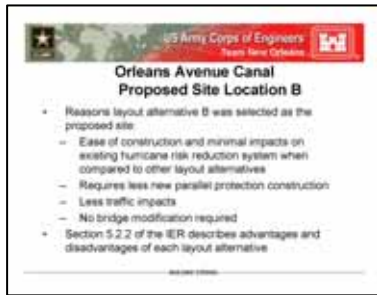 US Army Corps of Engineers
Team New Orleans
Orleans Avenue Canal
Proposed Site Location B
• Reasons layout alternative B was selected as the
proposed site:
– Ease of construction and minimal impacts on
existing hurricane risk reduction system when
compared to other layout alternatives
– Requires less new parallel protection construction
– Less traffic impacts
– No bridge modification required
• Section 5.2.2 of the IER describes advantages and
disadvantages of each layout alternative
BUILDING STRONG